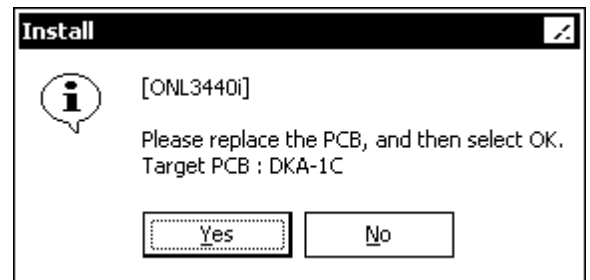 Install
[ONL3440i]
Please replace the PCB, and then select OK.
Target PCB : DKA-1C
Yes
No